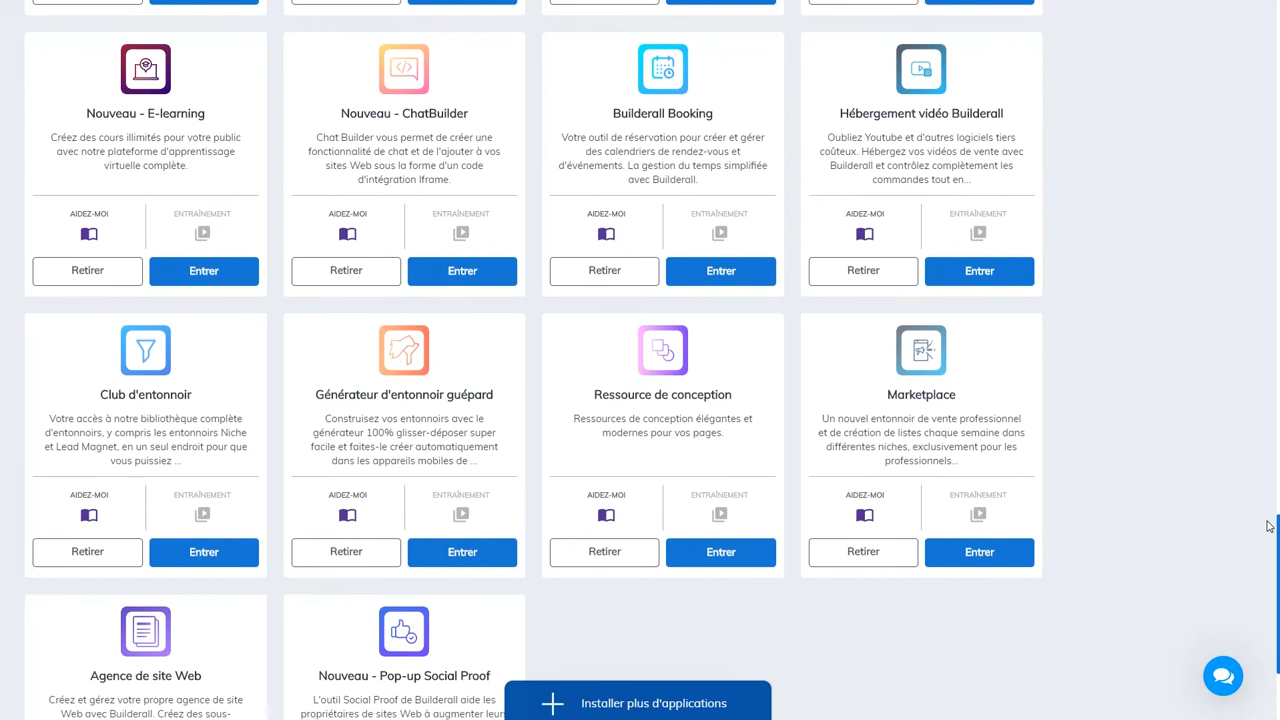 Nouveau - E-learning
Créez des cours illimités pour votre public
avec notre plateforme d'apprentissage
virtuelle complète.
AIDEZ-MOI
ENTRAÎNEMENT
Retirer
Entrer
Nouveau - ChatBuilder
Chat Builder vous permet de créer une
fonctionnalité de chat et de l'ajouter à vos
sites Web sous la forme d'un code
d'intégration Iframe.
AIDEZ-MOI
ENTRAÎNEMENT
Retirer
Entrer
Builderall Booking
Votre outil de réservation pour créer et gérer
des calendriers de rendez-vous et
d'événements. La gestion du temps simplifiée
avec Builderall.
AIDEZ-MOI
ENTRAÎNEMENT
Retirer
Entrer
Hébergement vidéo Builderall
Oubliez Youtube et d'autres logiciels tiers
coûteux. Hébergez vos vidéos de vente avec
Builderall et contrôlez complètement les
commandes tout en...
AIDEZ-MOI
ENTRAÎNEMENT
Retirer
Entrer
Club d'entonnoir
Votre accès à notre bibliothèque complète
d'entonnoirs, y compris les entonnoirs Niche
et Lead Magnet, en un seul endroit pour que
vous puissiez ...
AIDEZ-MOI
ENTRAÎNEMENT
Retirer
Entrer
Générateur d'entonnoir guépard
Construisez vos entonnoirs avec le
générateur 100% glisser-déposer super
facile et faites-le créer automatiquement
dans les appareils mobiles de ...
AIDEZ-MOI
ENTRAÎNEMENT
Retirer
Entrer
Ressource de conception
Ressources de conception élégantes et
modernes pour vos pages.
AIDEZ-MOI
ENTRAÎNEMENT
Retirer
Entrer
Marketplace
Un nouvel entonnoir de vente professionnel
et de création de listes chaque semaine dans
différentes niches, exclusivement pour les
professionnels...
AIDEZ-MOI
ENTRAÎNEMENT
Retirer
Entrer
Agence de site Web
Créez et gérez votre propre agence de site
Web avec Builderall. Créez des sous-
Nouveau - Pop-up Social Proof
L'outil Social Proof de Builderall aide les
propriétaires de sites Web à augmenter leurs
Installer plus d'applications